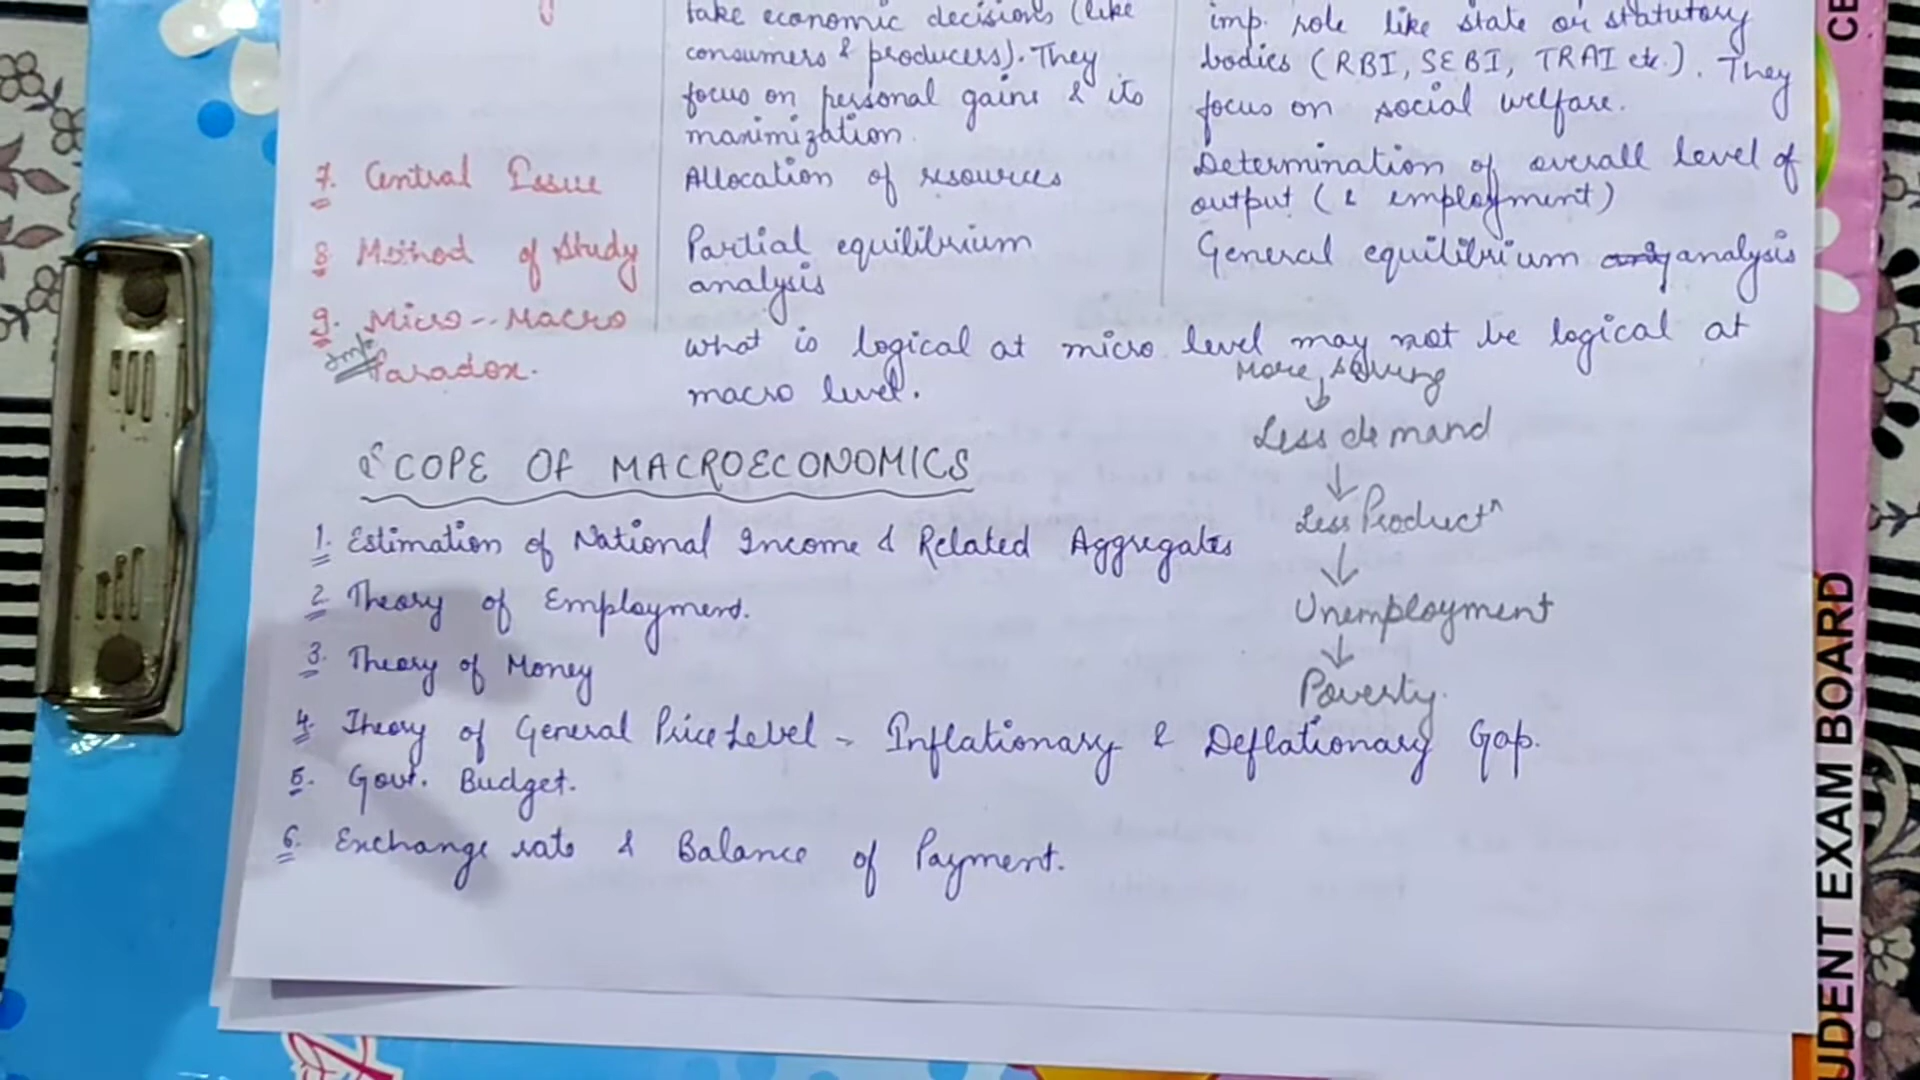 take economic decisions (like
consumers & producers). They
focus on personal gains & its
maximization.
imp. role like state or statutory
bodies (RBI, SEBI, TRAI etc.). They
focus on social welfare.
7. Central Issue
Allocation of resources
Determination of overall level of
output (& employment)
8. Method of Study
Partial equilibrium
analysis
General equilibrium analysis
9. Micro-Macro
Imp
Paradox.
What is logical at micro level may not be logical at
macro level.
More saving
↓
Less demand
↓
Less Productⁿ
↓
Unemployment
↓
Poverty.
SCOPE OF MACROECONOMICS
1. Estimation of National Income & Related Aggregates
2. Theory of Employment.
3. Theory of Money
4. Theory of General Price Level - Inflationary & Deflationary Gap.
5. Govt. Budget.
6. Exchange rate & Balance of Payment.
CB
UDENT EXAM BOARD